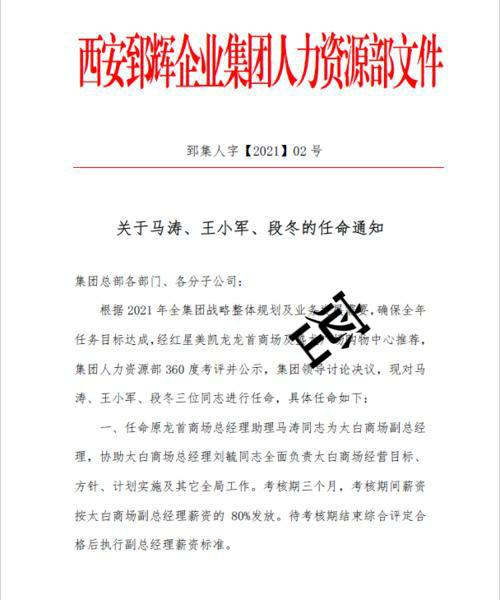 西安郅辉企业集团人力资源部文件
郅集人字【2021】02 号
关于马涛、王小军、段冬的任命通知
集团总部各部门、各分子公司：
根据 2021 年全集团战略整体规划及业务发展需要，确保全年
任务目标达成，经红星美凯龙龙首商场及盛龙广场购物中心推荐，
集团人力资源部 360 度考评并公示，集团领导讨论决议，现对马
涛、王小军、段冬三位同志进行任命，具体任命如下：
一、任命原龙首商场总经理助理马涛同志为太白商场副总经
理，协助太白商场总经理刘毓同志全面负责太白商场经营目标、
方针、计划实施及其它全局工作。考核期三个月，考核期间薪资
按太白商场副总经理薪资的 80%发放。待考核期结束综合评定合
格后执行副总经理薪资标准。